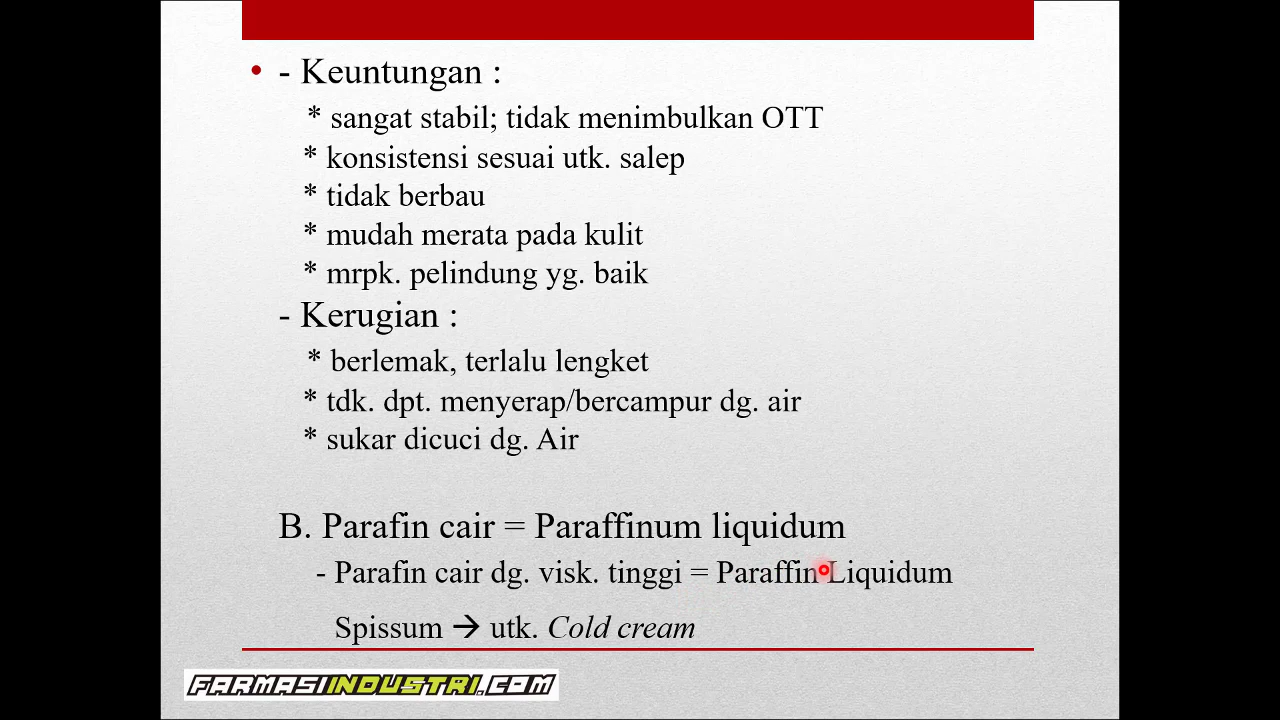 • - Keuntungan :
* sangat stabil; tidak menimbulkan OTT
* konsistensi sesuai utk. salep
* tidak berbau
* mudah merata pada kulit
* mrpk. pelindung yg. baik
- Kerugian :
* berlemak, terlalu lengket
* tdk. dpt. menyerap/bercampur dg. air
* sukar dicuci dg. Air
B. Parafin cair = Paraffinum liquidum
- Parafin cair dg. visk. tinggi = Paraffin Liquidum
Spissum → utk. Cold cream
FARMASIINDUSTRI.COM